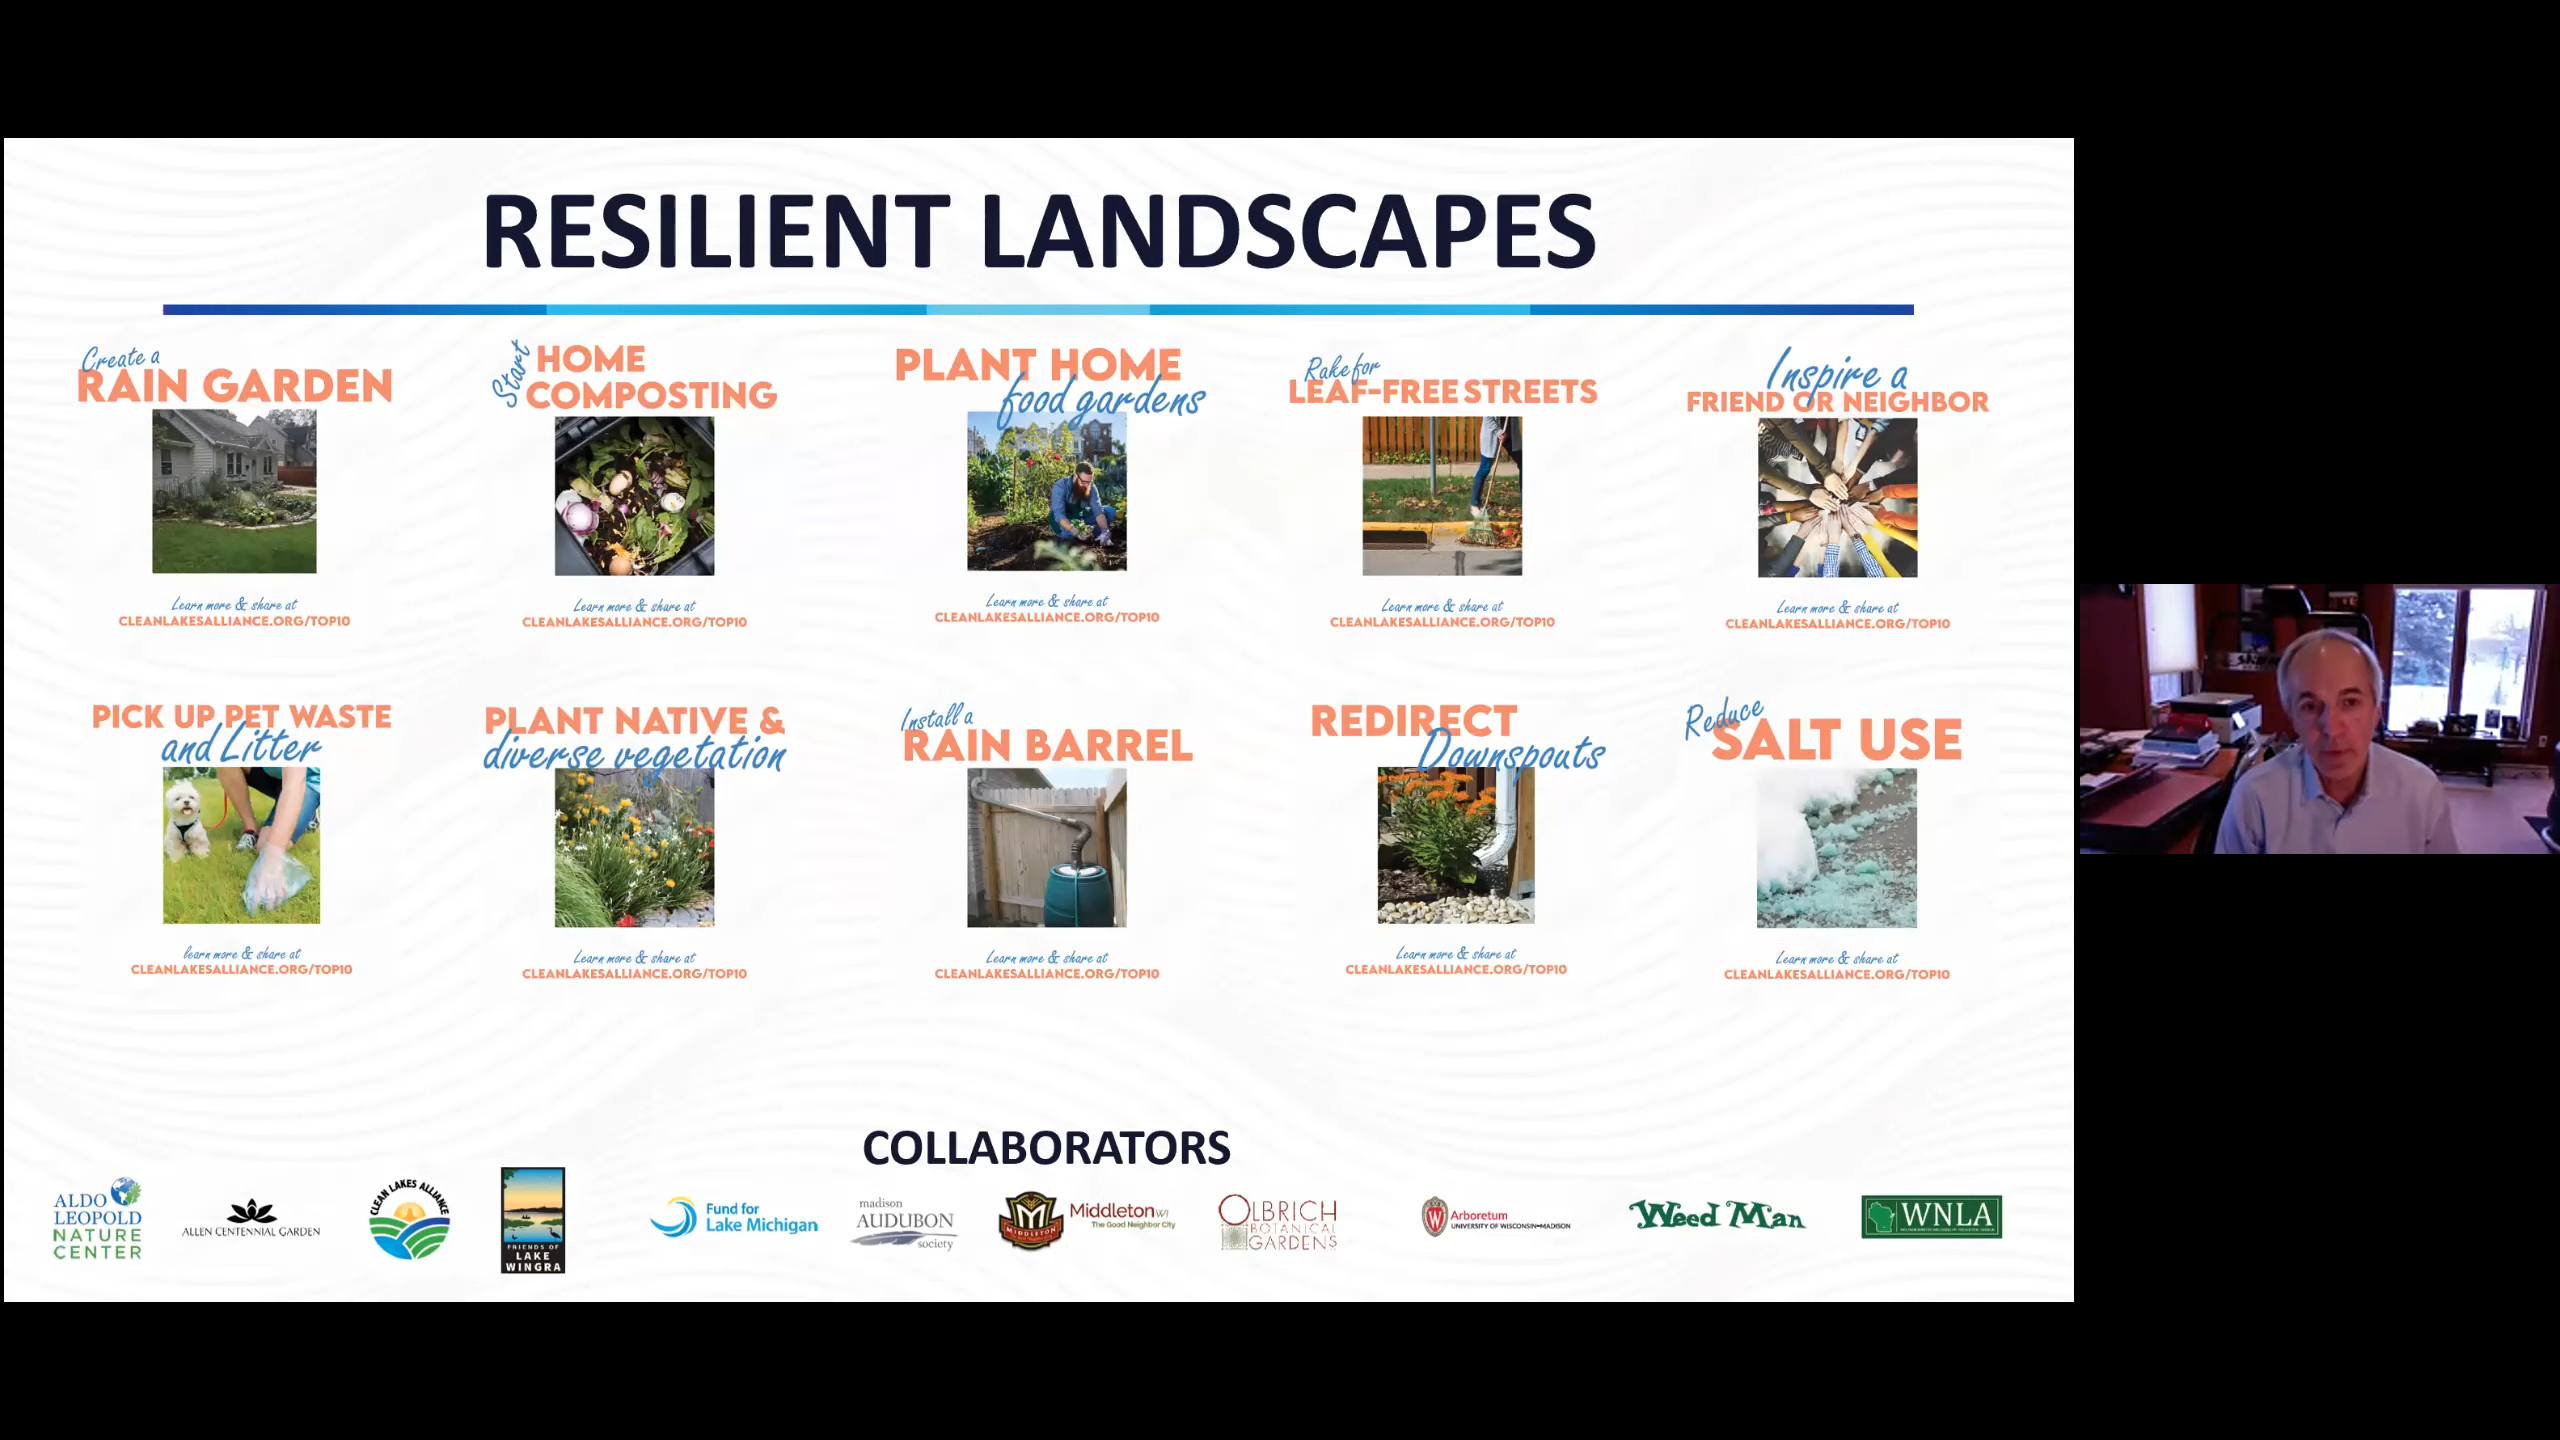 RESILIENT LANDSCAPES
Create a
RAIN GARDEN
Learn more & share at
CLEANLAKESALLIANCE.ORG/TOP10
Start HOME
COMPOSTING
Learn more & share at
CLEANLAKESALLIANCE.ORG/TOP10
PLANT HOME
food gardens
Learn more & share at
CLEANLAKESALLIANCE.ORG/TOP10
Rake for
LEAF-FREE STREETS
Learn more & share at
CLEANLAKESALLIANCE.ORG/TOP10
Inspire a
FRIEND OR NEIGHBOR
Learn more & share at
CLEANLAKESALLIANCE.ORG/TOP10
PICK UP PET WASTE
and Litter
learn more & share at
CLEANLAKESALLIANCE.ORG/TOP10
PLANT NATIVE &
diverse vegetation
Learn more & share at
CLEANLAKESALLIANCE.ORG/TOP10
Install a
RAIN BARREL
Learn more & share at
CLEANLAKESALLIANCE.ORG/TOP10
REDIRECT
Downspouts
Learn more & share at
CLEANLAKESALLIANCE.ORG/TOP10
Reduce
SALT USE
Learn more & share at
CLEANLAKESALLIANCE.ORG/TOP10
COLLABORATORS
ALDO
LEOPOLD
NATURE
CENTER
ALLEN CENTENNIAL GARDEN
CLEAN LAKES ALLIANCE
FRIENDS OF
LAKE
WINGRA
Fund for
Lake Michigan
madison
AUDUBON
society
MIDDLETON
Middleton WI
The Good Neighbor City
OLBRICH
BOTANICAL
GARDENS
Arboretum
UNIVERSITY OF WISCONSIN-MADISON
Weed Man
WNLA